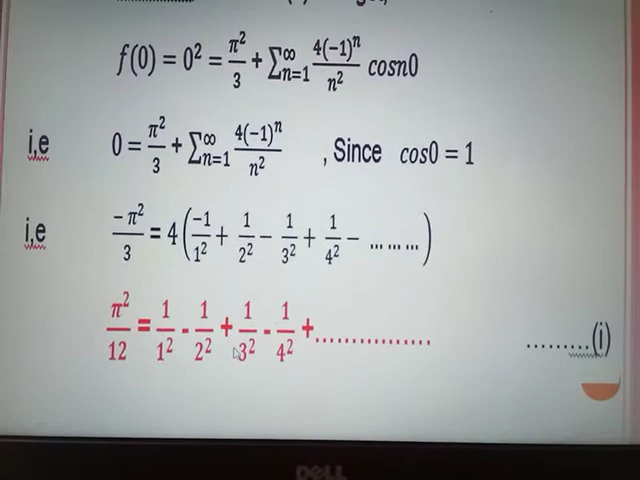 f(0) = 0² = π²/3 + ∑_{n=1}^{∞} 4(-1)ⁿ/n² cosn0
i,e 0 = π²/3 + ∑_{n=1}^{∞} 4(-1)ⁿ/n² , Since cos0 = 1
i,e -π²/3 = 4(-1/1² + 1/2² - 1/3² + 1/4² - ... ... ...)
π²/12 = 1/1² - 1/2² + 1/3² - 1/4² +................ .........(i)
DELL